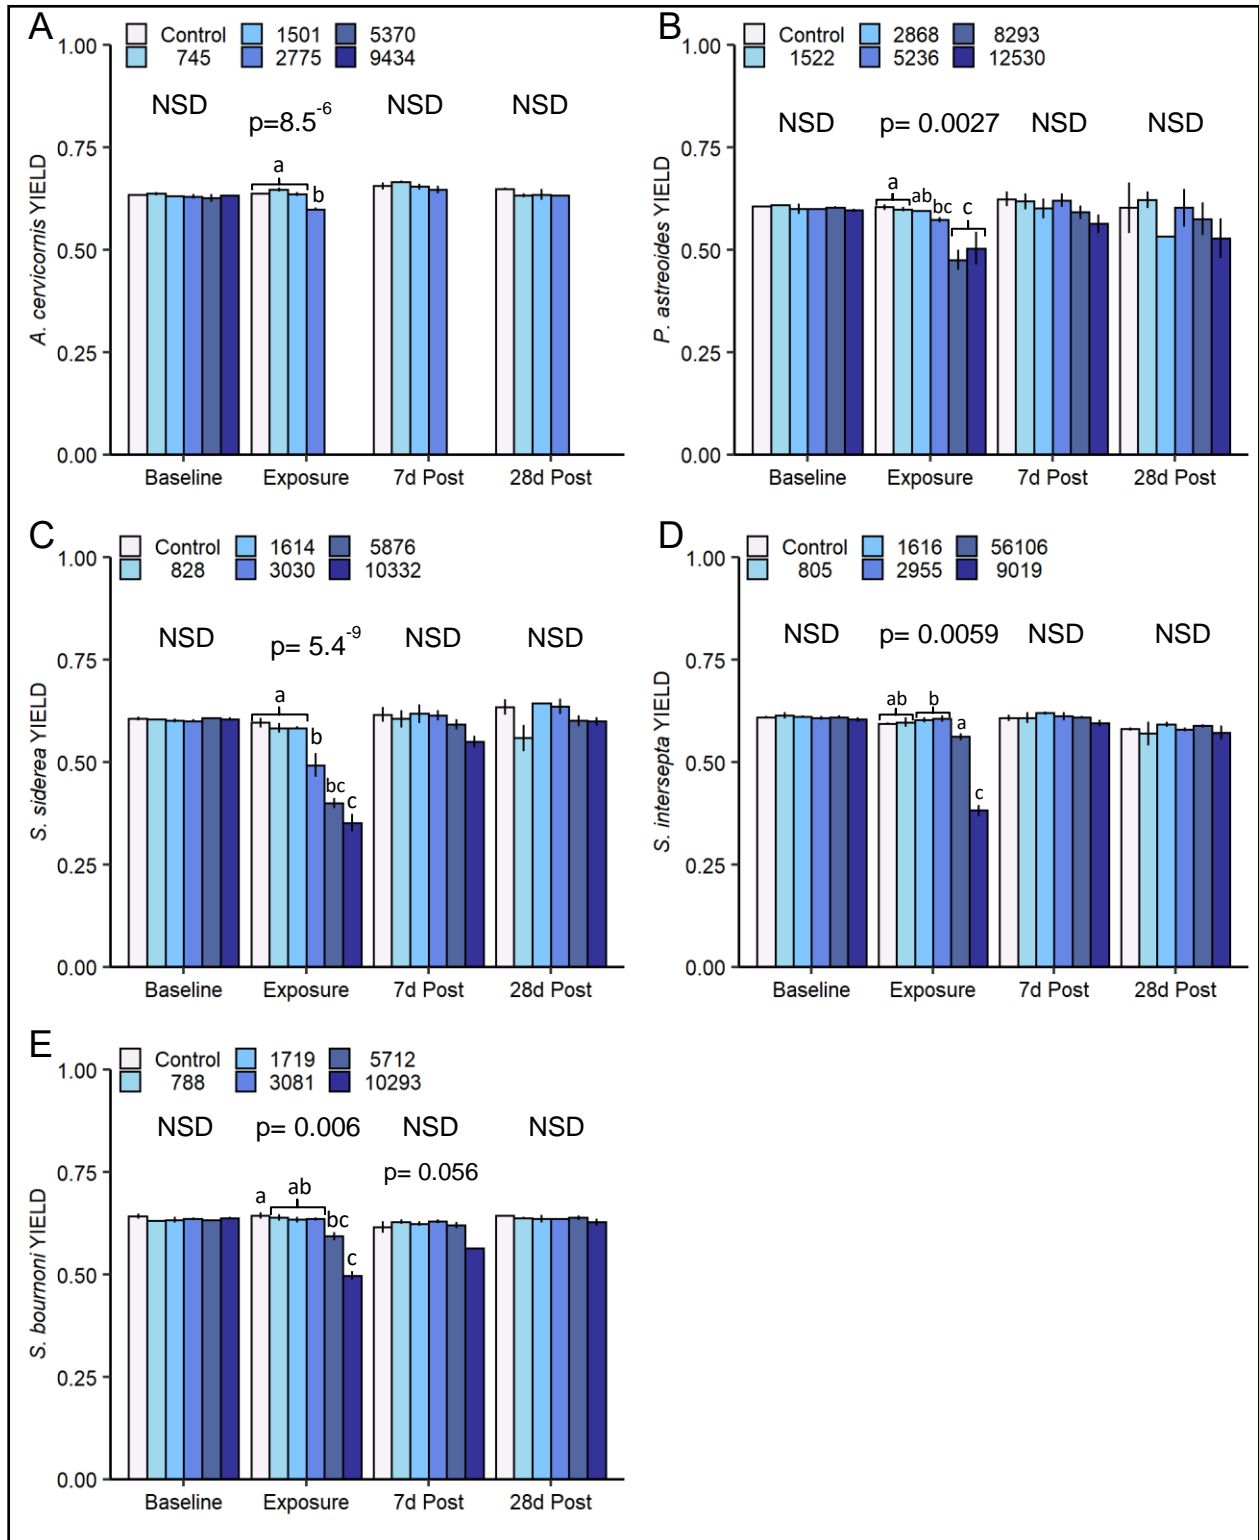 A
Control 1501 5370
745 2775 9434
1.00
0.75
0.50
0.25
0.00
A. cervicornis YIELD
NSD
p=8.5-6
NSD
NSD
a
b
Baseline Exposure 7d Post 28d Post
B
Control 2868 8293
1522 5236 12530
1.00
0.75
0.50
0.25
0.00
P. astreoides YIELD
NSD p= 0.0027 NSD NSD
a ab bc c
Baseline Exposure 7d Post 28d Post
C
Control 1614 5876
828 3030 10332
1.00
0.75
0.50
0.25
0.00
S. siderea YIELD
NSD p= 5.4-9 NSD NSD
a
b
bc c
Baseline Exposure 7d Post 28d Post
D
Control 1616 56106
805 2955 9019
1.00
0.75
0.50
0.25
0.00
S. intersepta YIELD
NSD p= 0.0059 NSD NSD
ab b
a
c
Baseline Exposure 7d Post 28d Post
E
Control 1719 5712
788 3081 10293
1.00
0.75
0.50
0.25
0.00
S. bournoni YIELD
NSD p= 0.006 NSD NSD
p= 0.056
a ab
bc
c
Baseline Exposure 7d Post 28d Post